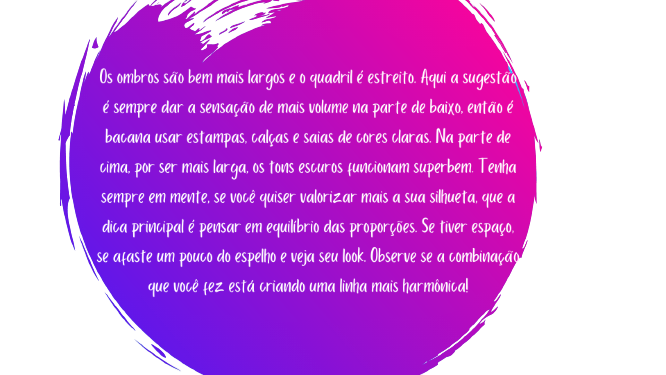 Os ombros são bem mais largos e o quadril é estreito. Aqui a sugestão
é sempre dar a sensação de mais volume na parte de baixo, então é
bacana usar estampas, calças e saias de cores claras. Na parte de
cima, por ser mais larga, os tons escuros funcionam superbem. Tenha
sempre em mente, se você quiser valorizar mais a sua silhueta, que a
dica principal é pensar em equilíbrio das proporções. Se tiver espaço,
se afaste um pouco do espelho e veja seu look. Observe se a combinação
que você fez está criando uma linha mais harmônica!